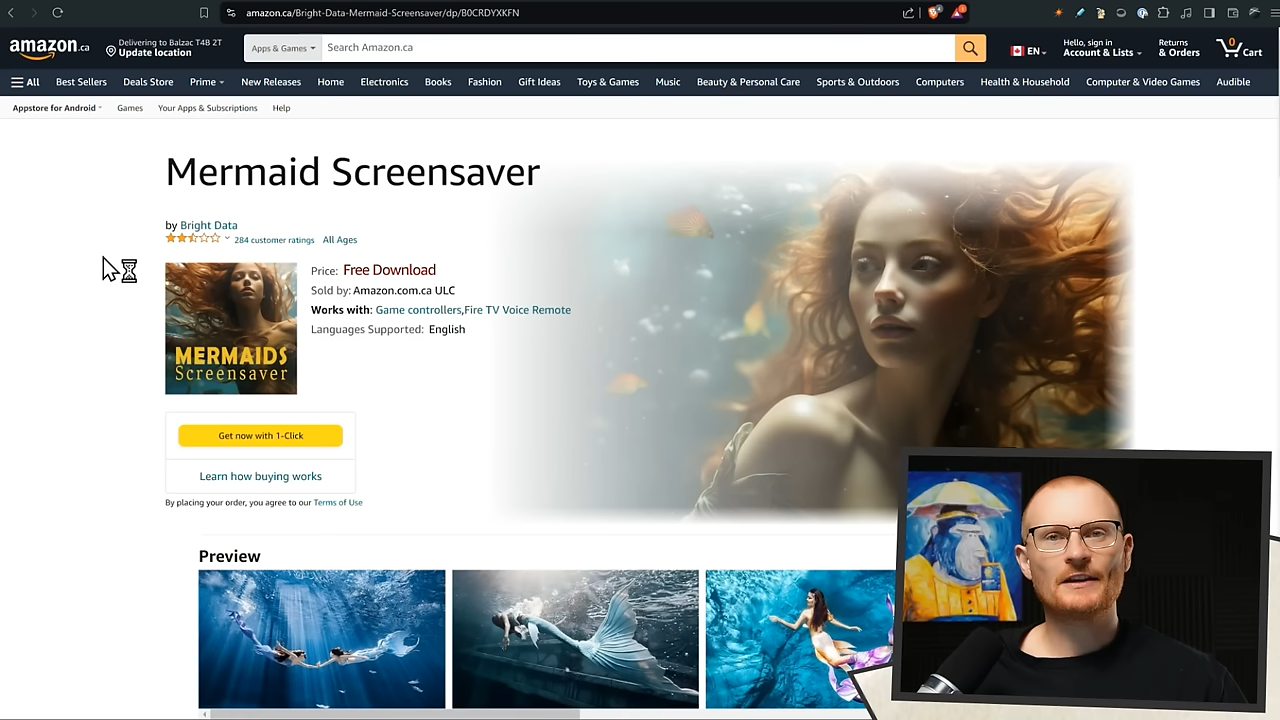 amazon.ca/Bright-Data-Mermaid-Screensaver/dp/B0CRDYXKFN
amazon.ca
Delivering to Balzac T4B 2T
Update location
Apps & Games
Search Amazon.ca
EN
Hello, sign in
Account & Lists
Returns
& Orders
0
Cart
All
Best Sellers
Deals Store
Prime
New Releases
Home
Electronics
Books
Fashion
Gift Ideas
Toys & Games
Music
Beauty & Personal Care
Sports & Outdoors
Computers
Health & Household
Computer & Video Games
Audible
Appstore for Android
Games
Your Apps & Subscriptions
Help
Mermaid Screensaver
by Bright Data
284 customer ratings
All Ages
MERMAIDS
Screensaver
Price: Free Download
Sold by: Amazon.com.ca ULC
Works with: Game controllers,Fire TV Voice Remote
Languages Supported: English
Get now with 1-Click
Learn how buying works
By placing your order, you agree to our Terms of Use
Preview